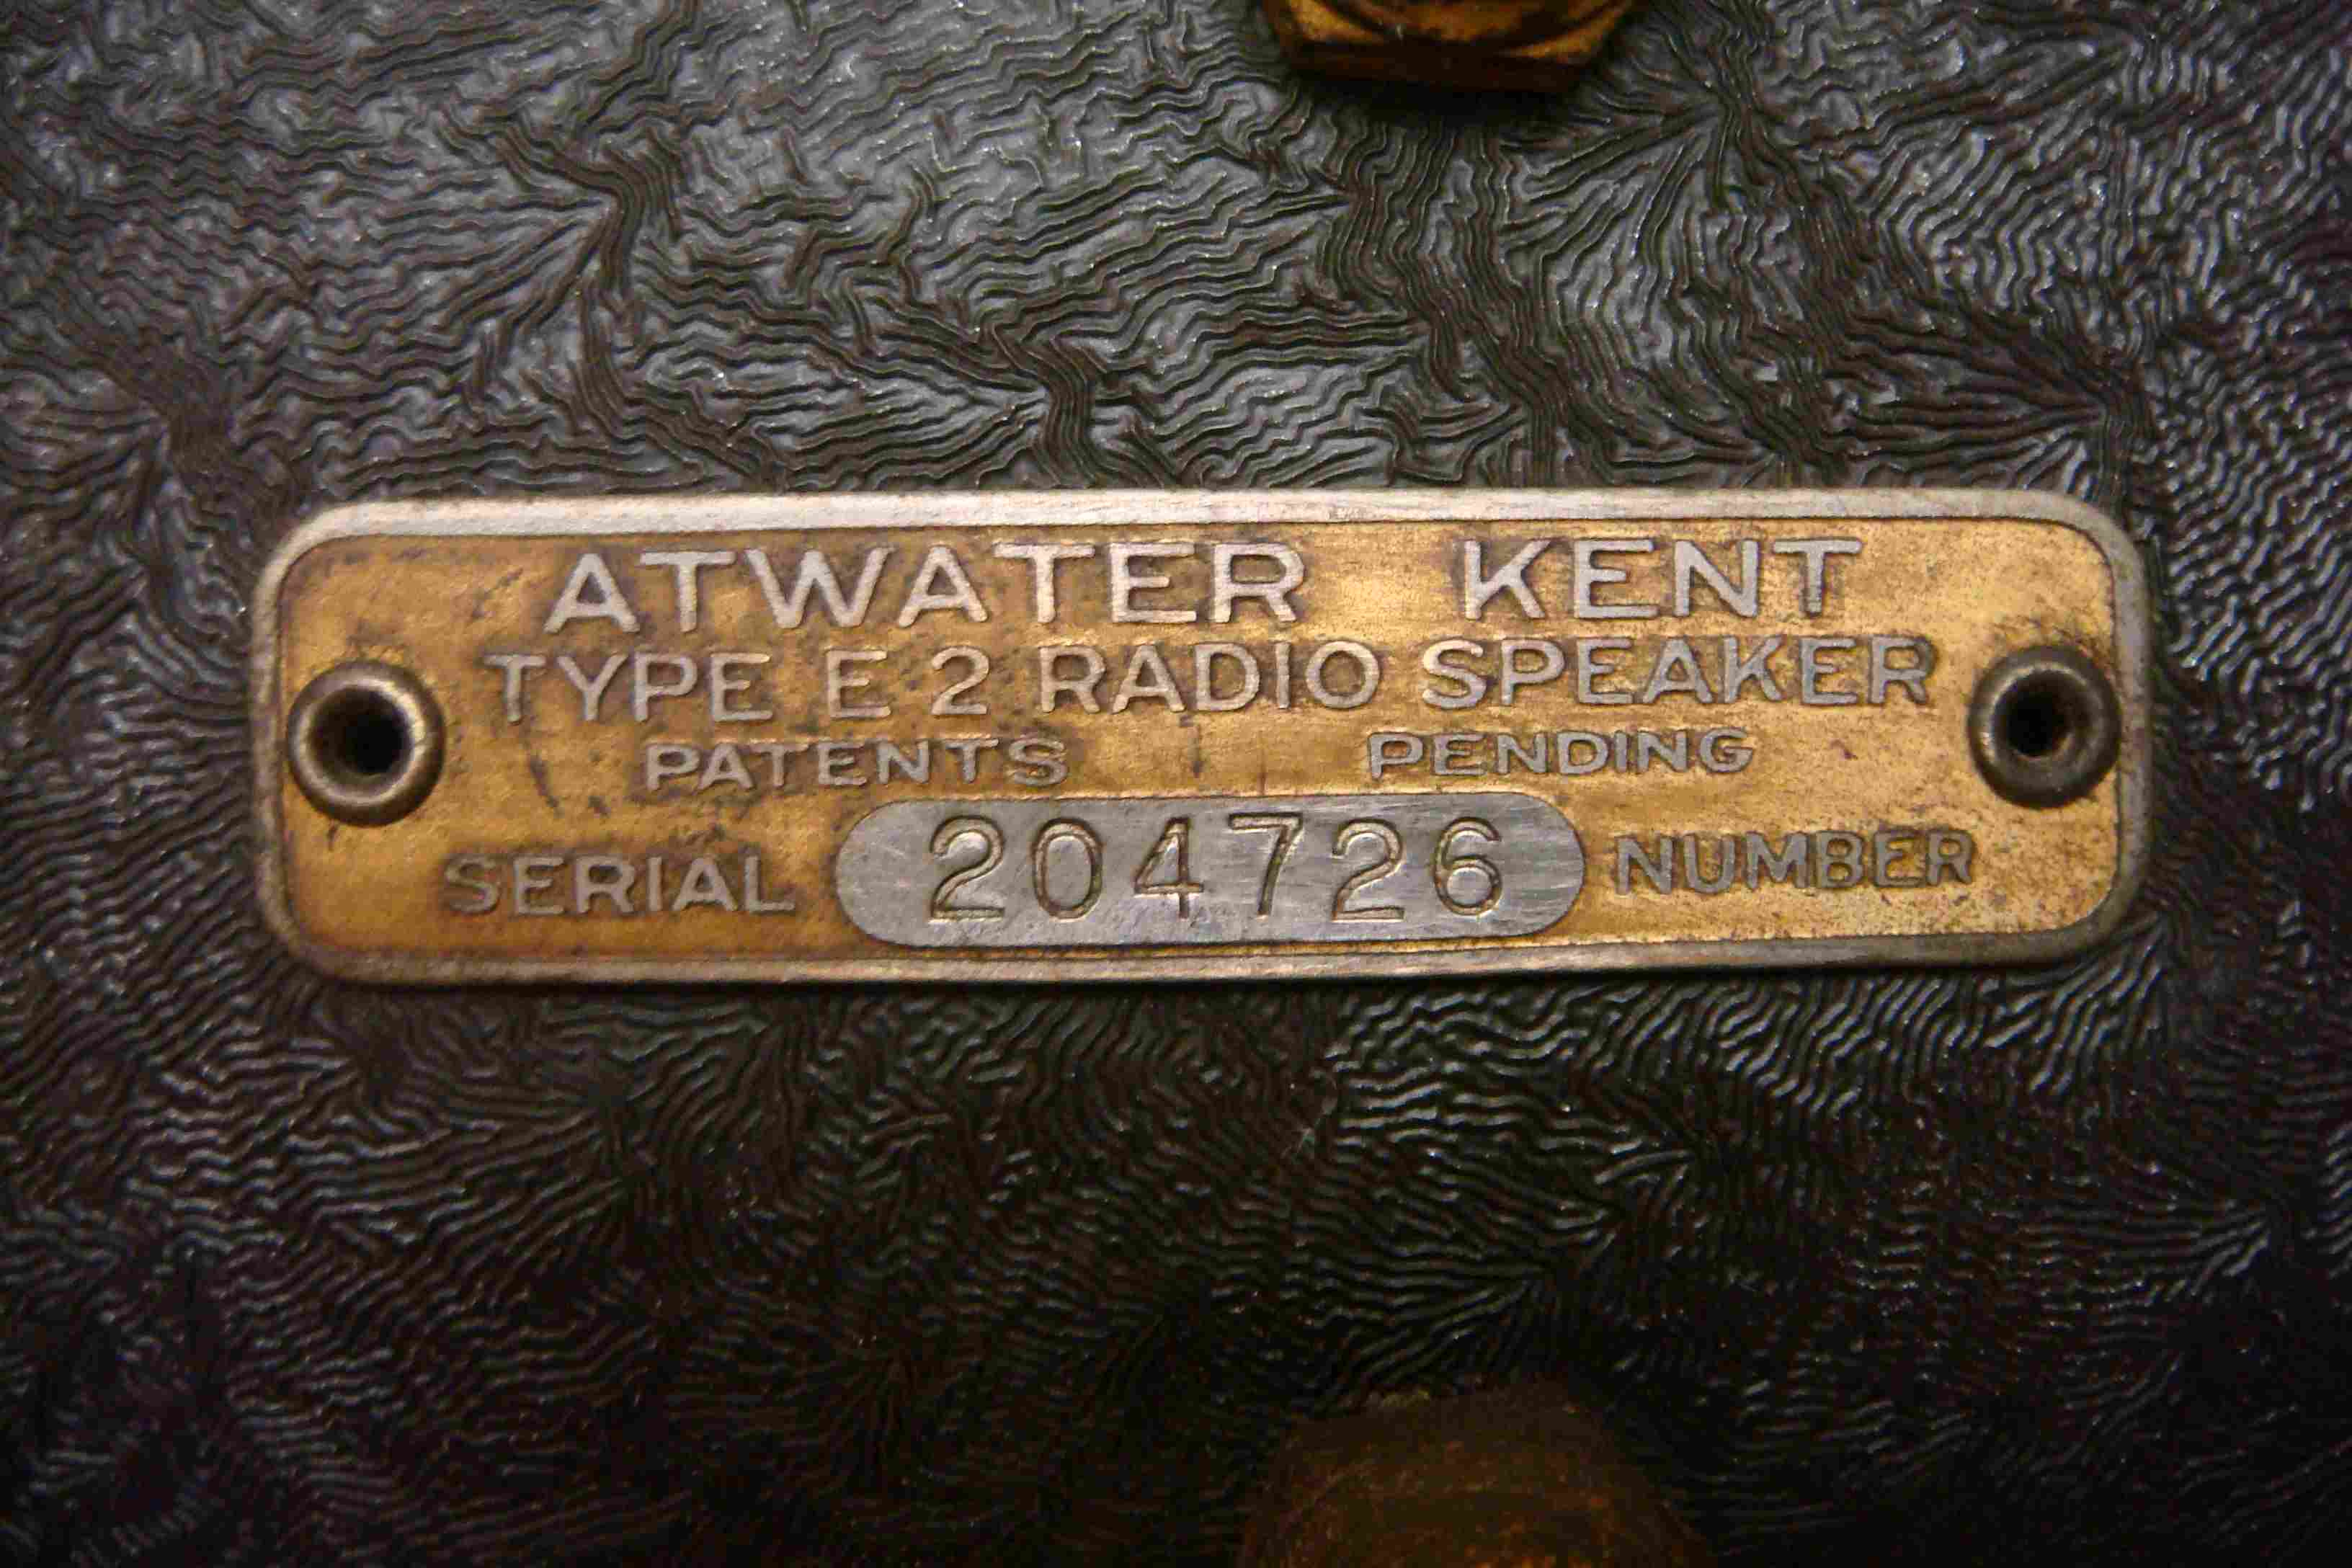 ATWATER KENT
TYPE E 2 RADIO SPEAKER
PATENTS PENDING
SERIAL 204726 NUMBER